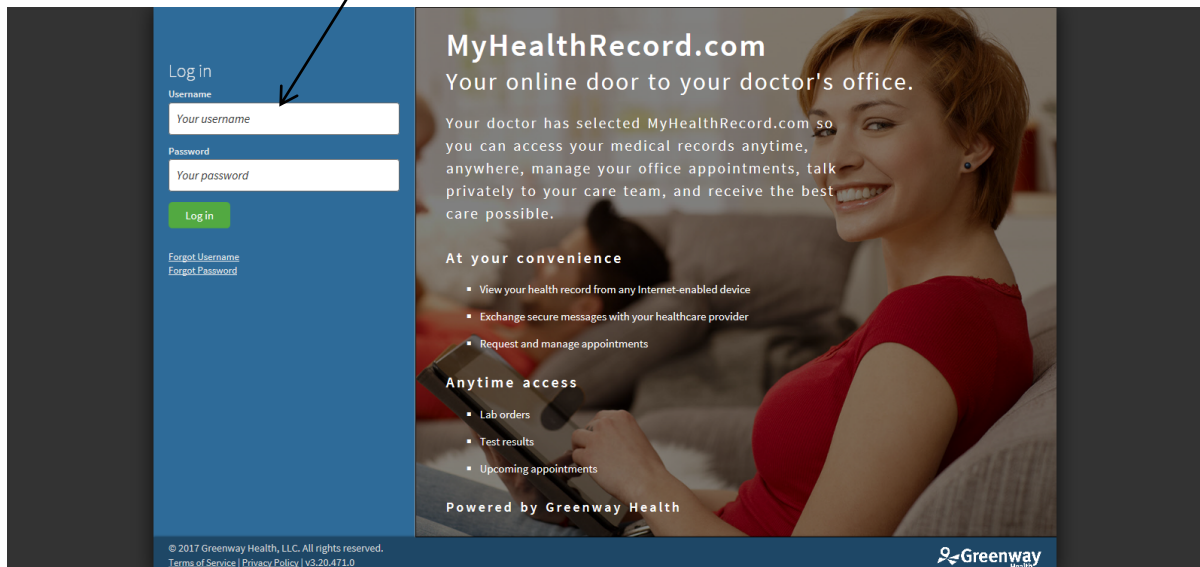 Log in
Username
Your username
Password
Your password
Log in
Forgot Username
Forgot Password
MyHealthRecord.com
Your online door to your doctor's office.
Your doctor has selected MyHealthRecord.com so
you can access your medical records anytime,
anywhere, manage your office appointments, talk
privately to your care team, and receive the best
care possible.
At your convenience
▪ View your health record from any Internet-enabled device
▪ Exchange secure messages with your healthcare provider
▪ Request and manage appointments
Anytime access
▪ Lab orders
▪ Test results
▪ Upcoming appointments
Powered by Greenway Health
© 2017 Greenway Health, LLC. All rights reserved.
Terms of Service | Privacy Policy | v3.20.471.0
Greenway
Health